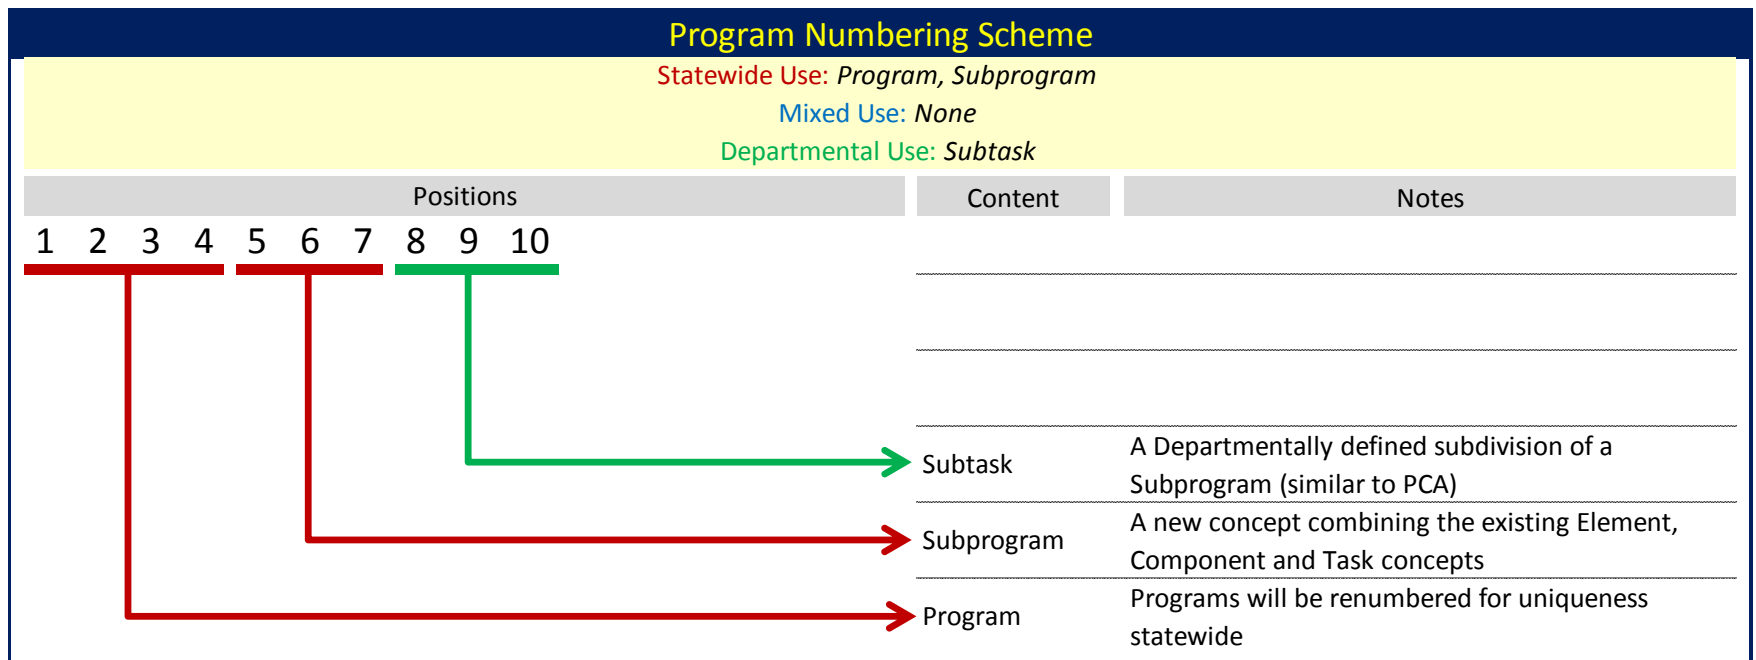 Program Numbering Scheme
Statewide Use: Program, Subprogram
Mixed Use: None
Departmental Use: Subtask
Positions Content Notes
1 2 3 4 5 6 7 8 9 10
Subtask A Departmentally defined subdivision of a
Subprogram (similar to PCA)
Subprogram A new concept combining the existing Element,
Component and Task concepts
Program Programs will be renumbered for uniqueness
statewide